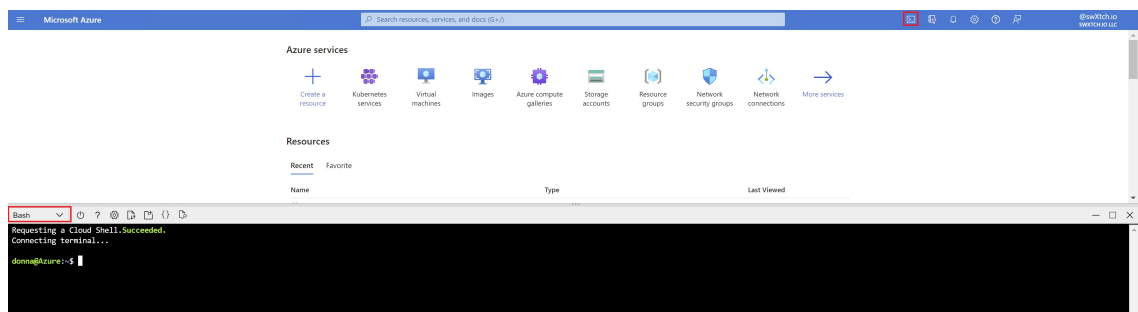 Microsoft Azure
Search resources, services, and docs (G+/)
@swXtch.io
SWXTCH.IO LLC
Azure services
Create a resource
Kubernetes services
Virtual machines
Images
Azure compute galleries
Storage accounts
Resource groups
Network security groups
Network connections
More services
Resources
Recent Favorite
Name Type Last Viewed
Bash
Requesting a Cloud Shell.Succeeded.
Connecting terminal...
donna@Azure:~$